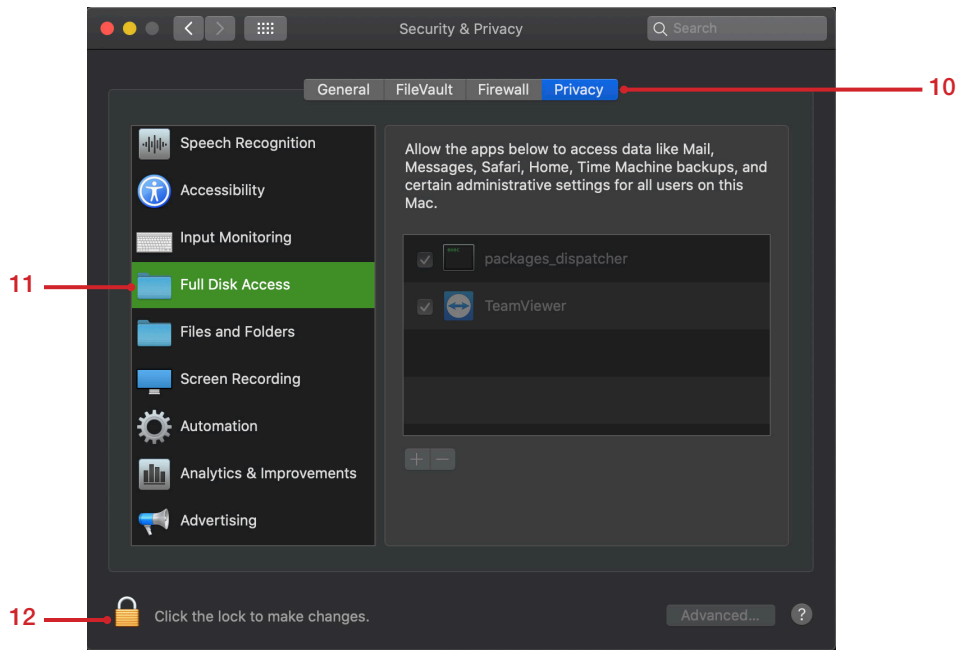 Security & Privacy
Search
General FileVault Firewall Privacy
10
Speech Recognition
Accessibility
Input Monitoring
11
Full Disk Access
Files and Folders
Screen Recording
Automation
Analytics & Improvements
Advertising
Allow the apps below to access data like Mail,
Messages, Safari, Home, Time Machine backups, and
certain administrative settings for all users on this
Mac.
packages_dispatcher
TeamViewer
12
Click the lock to make changes.
Advanced...
?